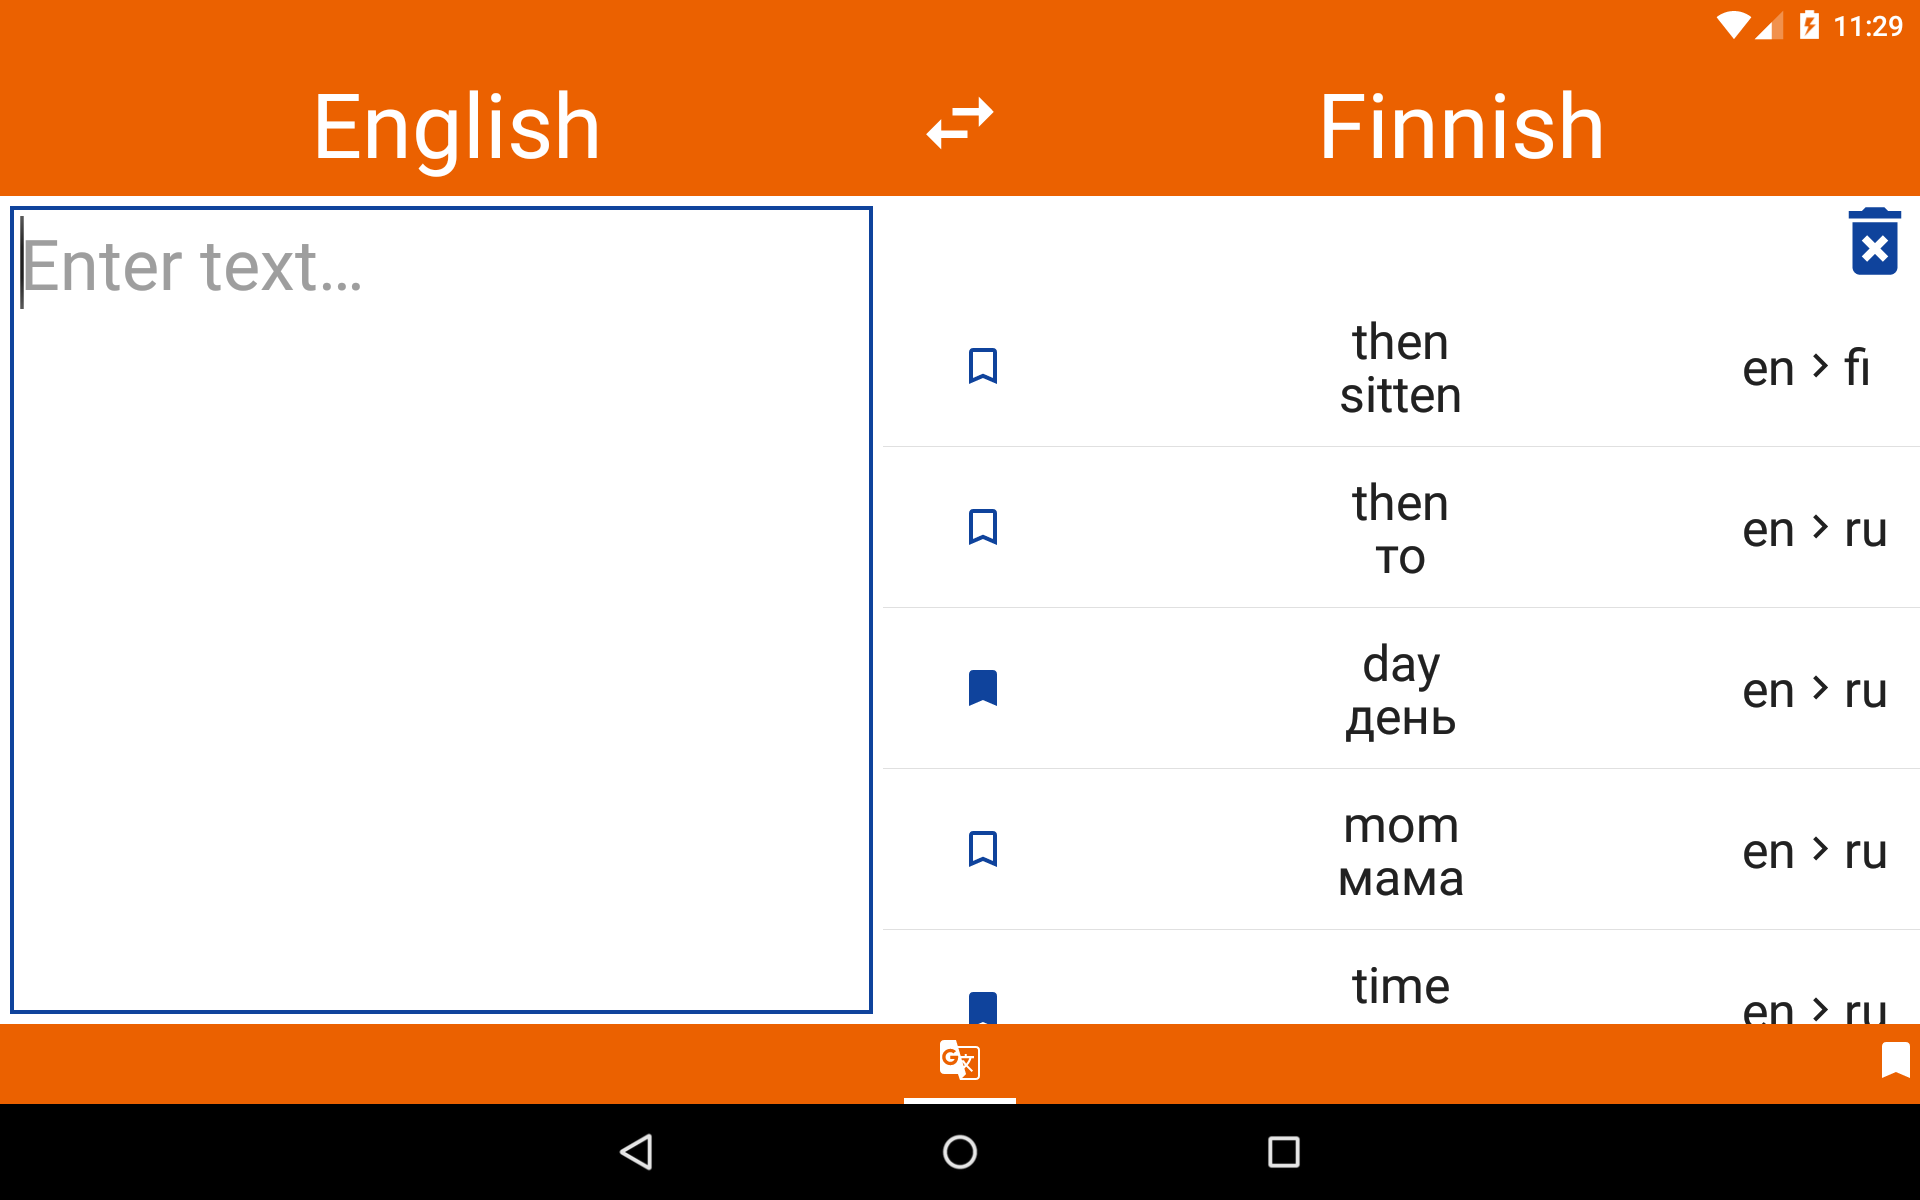 11:29
English
Finnish
Enter text...
then
sitten
en > fi
then
то
en > ru
day
день
en > ru
mom
мама
en > ru
time
en > ru